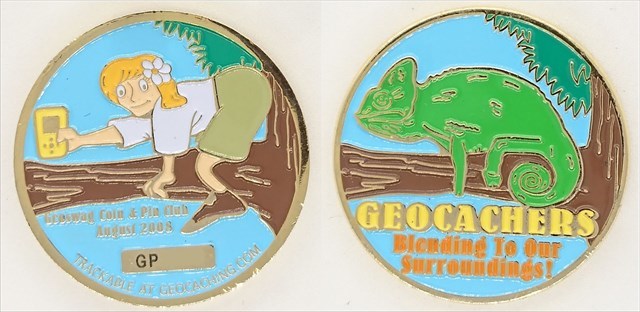 Geoswag Coin & Pin Club
August 2008
GP
TRACKABLE AT GEOCACHING.COM
GEOCACHERS
Blending To Our
Surroundings!